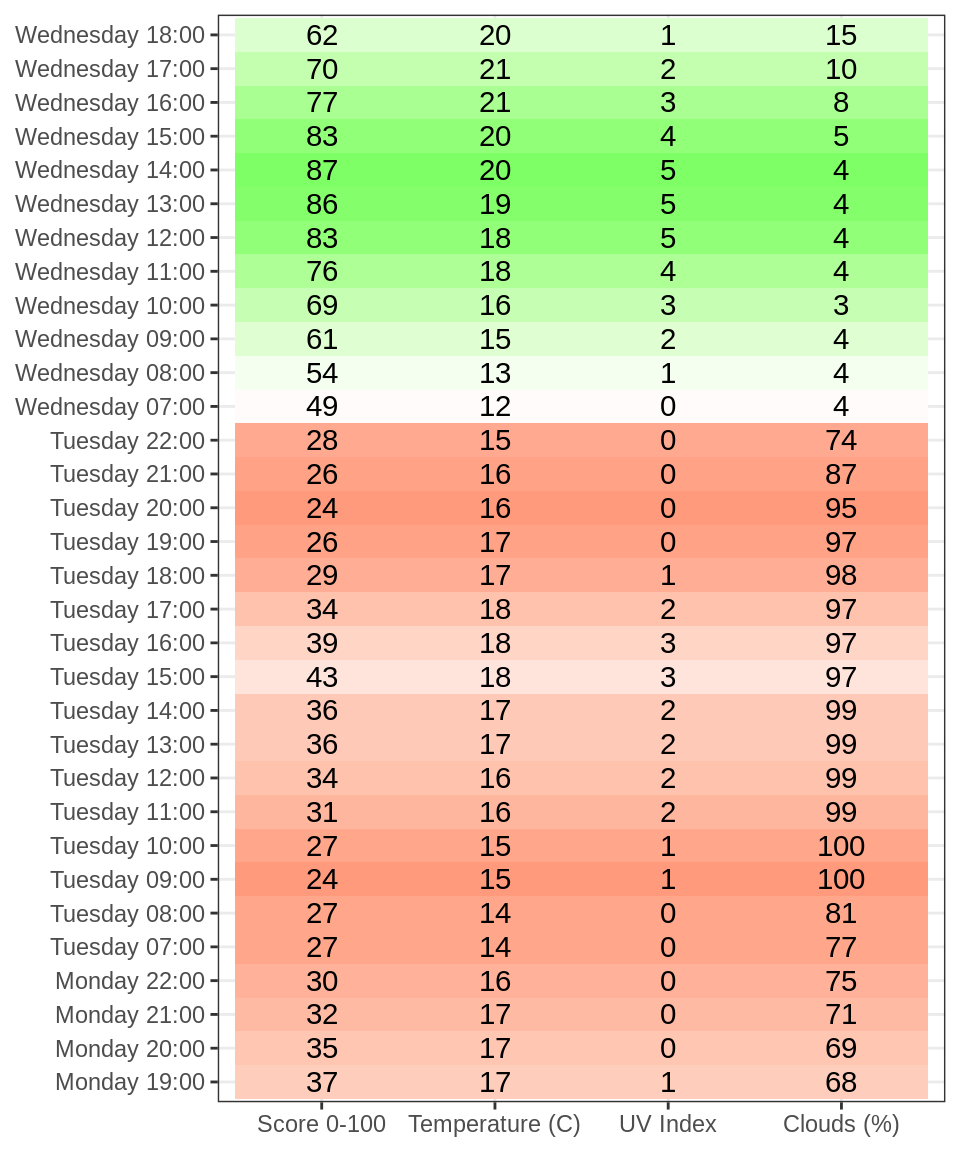 Wednesday 18:00 62 20 1 15
Wednesday 17:00 70 21 2 10
Wednesday 16:00 77 21 3 8
Wednesday 15:00 83 20 4 5
Wednesday 14:00 87 20 5 4
Wednesday 13:00 86 19 5 4
Wednesday 12:00 83 18 5 4
Wednesday 11:00 76 18 4 4
Wednesday 10:00 69 16 3 3
Wednesday 09:00 61 15 2 4
Wednesday 08:00 54 13 1 4
Wednesday 07:00 49 12 0 4
Tuesday 22:00 28 15 0 74
Tuesday 21:00 26 16 0 87
Tuesday 20:00 24 16 0 95
Tuesday 19:00 26 17 0 97
Tuesday 18:00 29 17 1 98
Tuesday 17:00 34 18 2 97
Tuesday 16:00 39 18 3 97
Tuesday 15:00 43 18 3 97
Tuesday 14:00 36 17 2 99
Tuesday 13:00 36 17 2 99
Tuesday 12:00 34 16 2 99
Tuesday 11:00 31 16 2 99
Tuesday 10:00 27 15 1 100
Tuesday 09:00 24 15 1 100
Tuesday 08:00 27 14 0 81
Tuesday 07:00 27 14 0 77
Monday 22:00 30 16 0 75
Monday 21:00 32 17 0 71
Monday 20:00 35 17 0 69
Monday 19:00 37 17 1 68
Score 0-100 Temperature (C) UV Index Clouds (%)